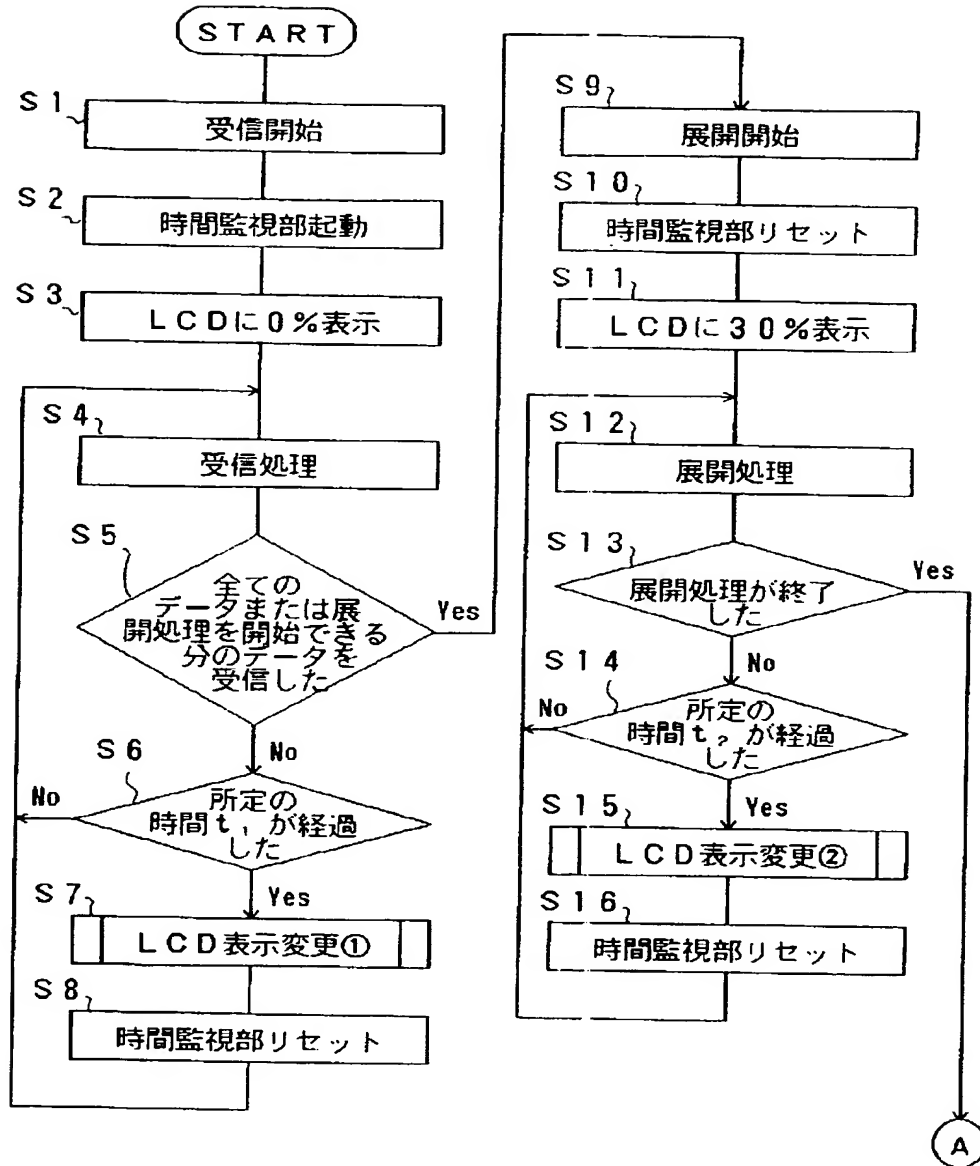 START
S1
受信開始
S2
時間監視部起動
S3
LCDに0%表示
S4
受信処理
S5
全ての
データまたは展
開処理を開始できる
分のデータを
受信した
Yes
No
S6
所定の
時間t₁が経過
した
No
Yes
S7
LCD表示変更①
S8
時間監視部リセット
S9
展開開始
S10
時間監視部リセット
S11
LCDに30%表示
S12
展開処理
S13
展開処理が終了
した
Yes
No
S14
所定の
時間t₂が経過
した
No
Yes
S15
LCD表示変更②
S16
時間監視部リセット
A